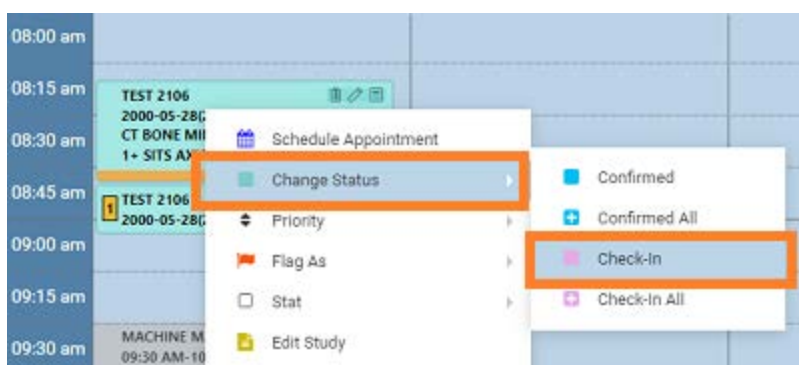 08:00 am
08:15 am
TEST 2106
2000-05-28(2
08:30 am
CT BONE MI
1+ SITS AX
08:45 am
1
TEST 2106
2000-05-28(2
09:00 am
09:15 am
09:30 am
MACHINE M
09:30 AM-10
Schedule Appointment
Change Status
Priority
Flag As
Stat
Edit Study
Confirmed
Confirmed All
Check-In
Check-In All